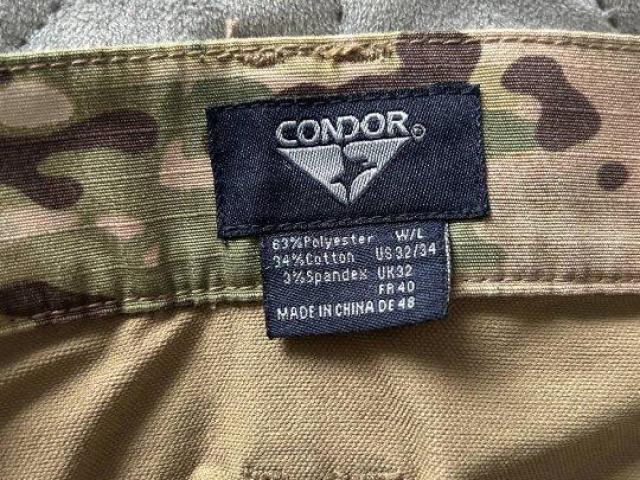 CONDOR®
63%Polyester W/L
34%Cotton US 32/34
3%Spandex UK32
FR 40
MADE IN CHINA DE 48